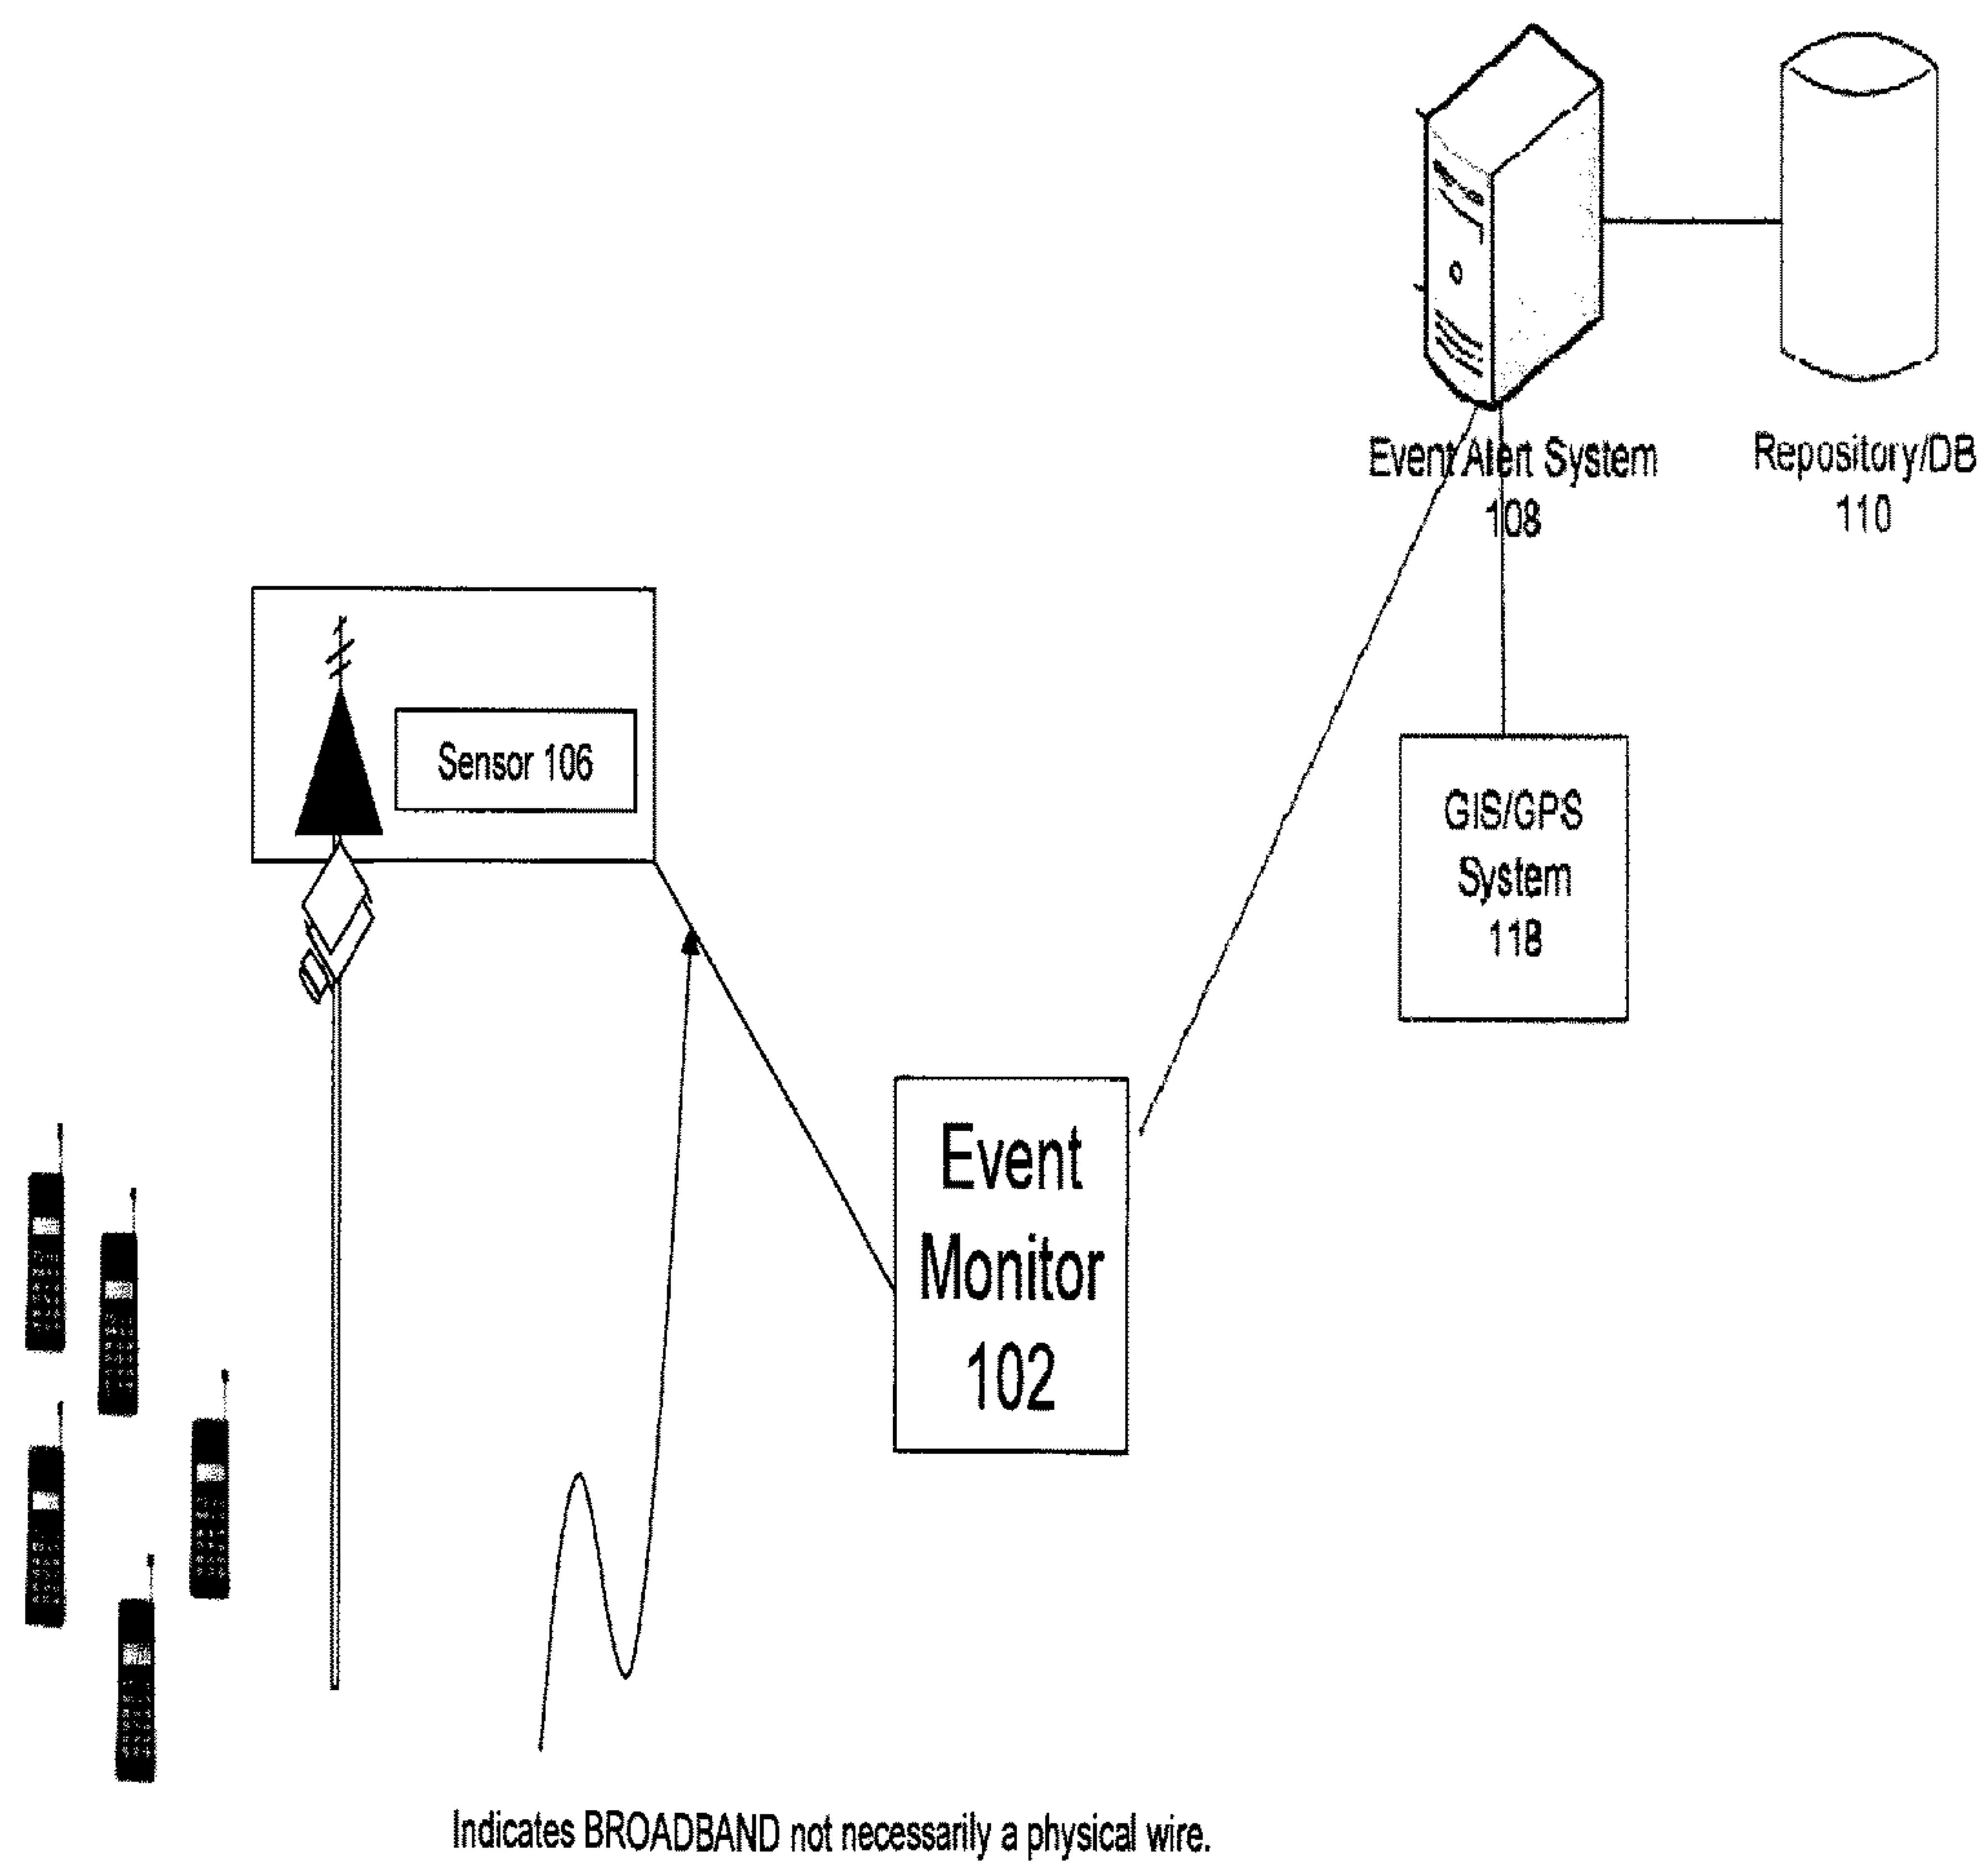 Event Alert System
108
Repository/DB
110
Sensor 106
GIS/GPS
System
118
Event
Monitor
102
Indicates BROADBAND not necessarily a physical wire.